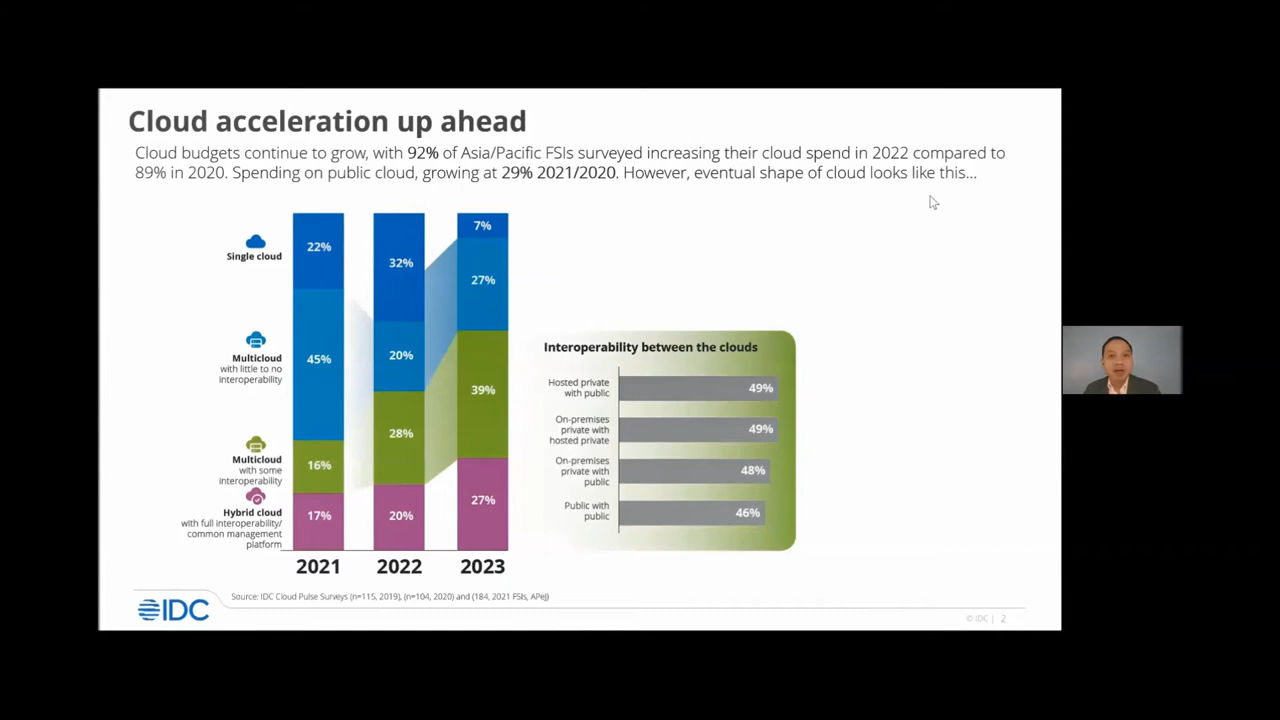 Cloud acceleration up ahead
Cloud budgets continue to grow, with 92% of Asia/Pacific FSIs surveyed increasing their cloud spend in 2022 compared to
89% in 2020. Spending on public cloud, growing at 29% 2021/2020. However, eventual shape of cloud looks like this...
Single cloud
22%
32%
7%
Multicloud
with little to no
interoperability
45%
20%
27%
Multicloud
with some
interoperability
16%
28%
39%
Hybrid cloud
with full interoperability/
common management
platform
17%
20%
27%
2021
2022
2023
Interoperability between the clouds
Hosted private
with public
49%
On-premises
private with
hosted private
49%
On-premises
private with
public
48%
Public with
public
46%
IDC
Source: IDC Cloud Pulse Surveys (n=115, 2019), (n=104, 2020) and (184, 2021 FSIs, APeJ)
© IDC | 2